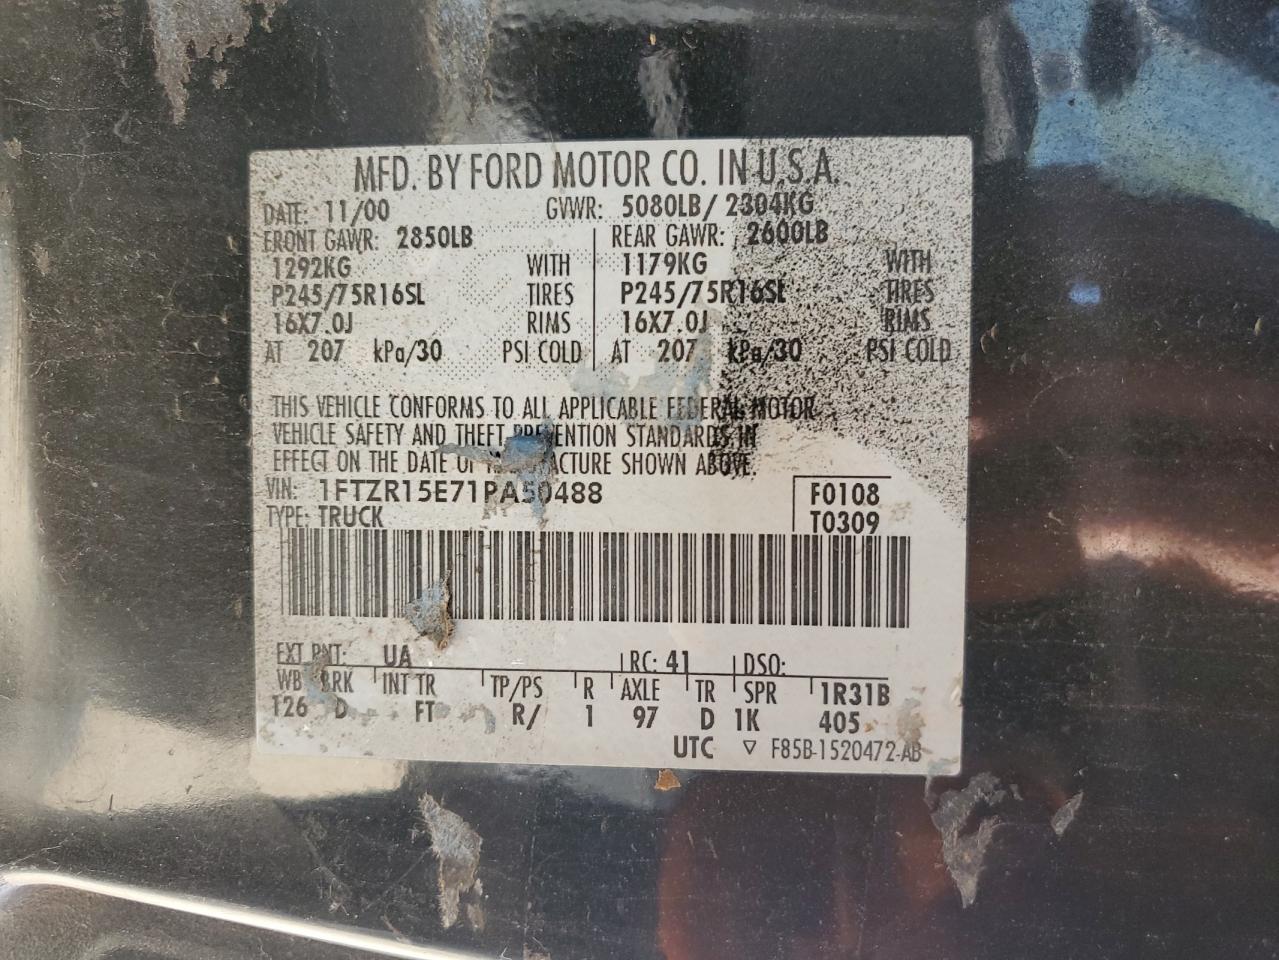 MFD. BY FORD MOTOR CO. IN U.S.A.
DATE: 11/00 GVWR: 5080LB/ 2304KG
FRONT GAWR: 2850LB REAR GAWR: 2600LB
1292KG WITH 1179KG WITH
P245/75R16SL TIRES P245/75R16SL TIRES
16X7.0J RIMS 16X7.0J RIMS
AT 207 kPa/30 PSI COLD AT 207 kPa/30 PSI COLD
THIS VEHICLE CONFORMS TO ALL APPLICABLE FEDERAL MOTOR
VEHICLE SAFETY AND THEFT PREVENTION STANDARDS IN
EFFECT ON THE DATE OF MANUFACTURE SHOWN ABOVE.
VIN: 1FTZR15E71PA50488 F0108
TYPE: TRUCK T0309
EXT PNT: UA RC: 41 DSO:
WB BRK INT TR TP/PS R AXLE TR SPR 1R31B
126 D FT R/ 1 97 D 1K 405
UTC ▽ F85B-1520472-AB